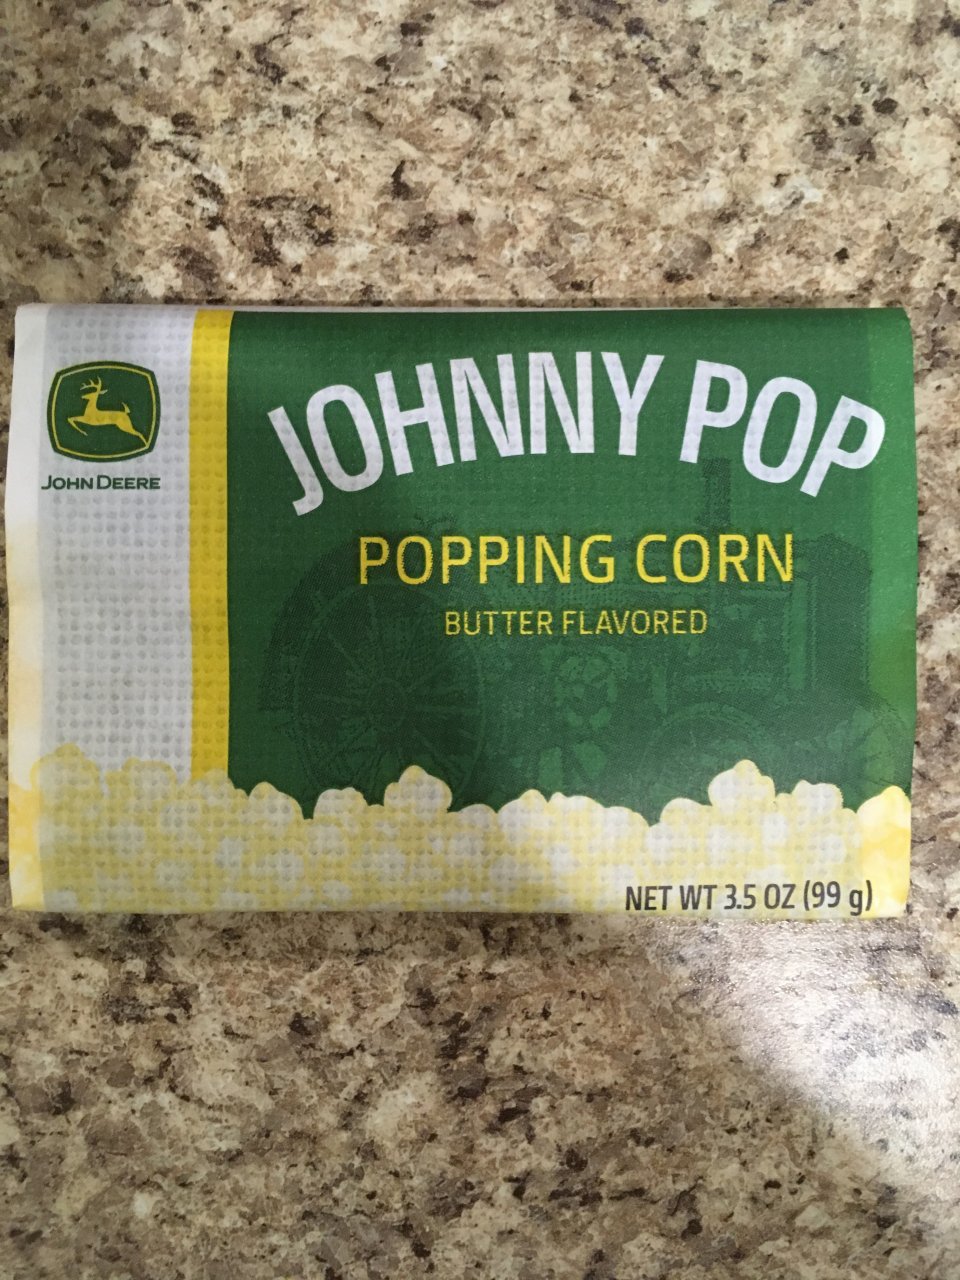 JOHN DEERE
JOHNNY POP
POPPING CORN
BUTTER FLAVORED
NET WT 3.5 OZ (99 g)